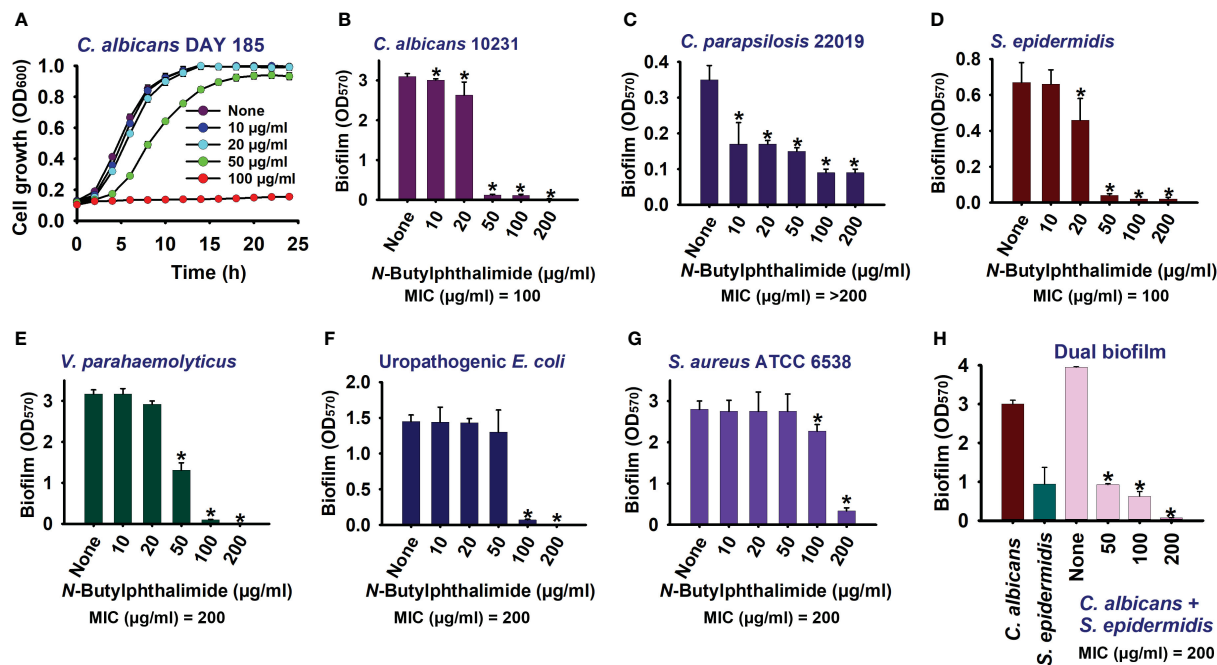 A
C. albicans DAY 185
Cell growth (OD600)
1.0
0.8
0.6
0.4
0.2
0.0
None
10 µg/ml
20 µg/ml
50 µg/ml
100 µg/ml
0 5 10 15 20 25
Time (h)
B
C. albicans 10231
Biofilm (OD570)
3
2
1
0
None 10 20 50 100 200
* * * * *
N-Butylphthalimide (µg/ml)
MIC (µg/ml) = 100
C
C. parapsilosis 22019
Biofilm (OD570)
0.4
0.3
0.2
0.1
0.0
* * * * *
None 10 20 50 100 200
N-Butylphthalimide (µg/ml)
MIC (µg/ml) = >200
D
S. epidermidis
Biofilm(OD570)
0.8
0.6
0.4
0.2
0.0
* * * *
None 10 20 50 100 200
N-Butylphthalimide (µg/ml)
MIC (µg/ml) = 100
E
V. parahaemolyticus
Biofilm (OD570)
3
2
1
0
* * *
None 10 20 50 100 200
N-Butylphthalimide (µg/ml)
MIC (µg/ml) = 200
F
Uropathogenic E. coli
Biofilm (OD570)
1.5
1.0
0.5
0.0
* *
None 10 20 50 100 200
N-Butylphthalimide (µg/ml)
MIC (µg/ml) = 200
G
S. aureus ATCC 6538
Biofilm (OD570)
3
2
1
0
* *
None 10 20 50 100 200
N-Butylphthalimide (µg/ml)
MIC (µg/ml) = 200
H
Dual biofilm
Biofilm (OD570)
4
3
2
1
0
* * *
C. albicans S. epidermidis None 50 100 200
C. albicans +
S. epidermidis
MIC (µg/ml) = 200